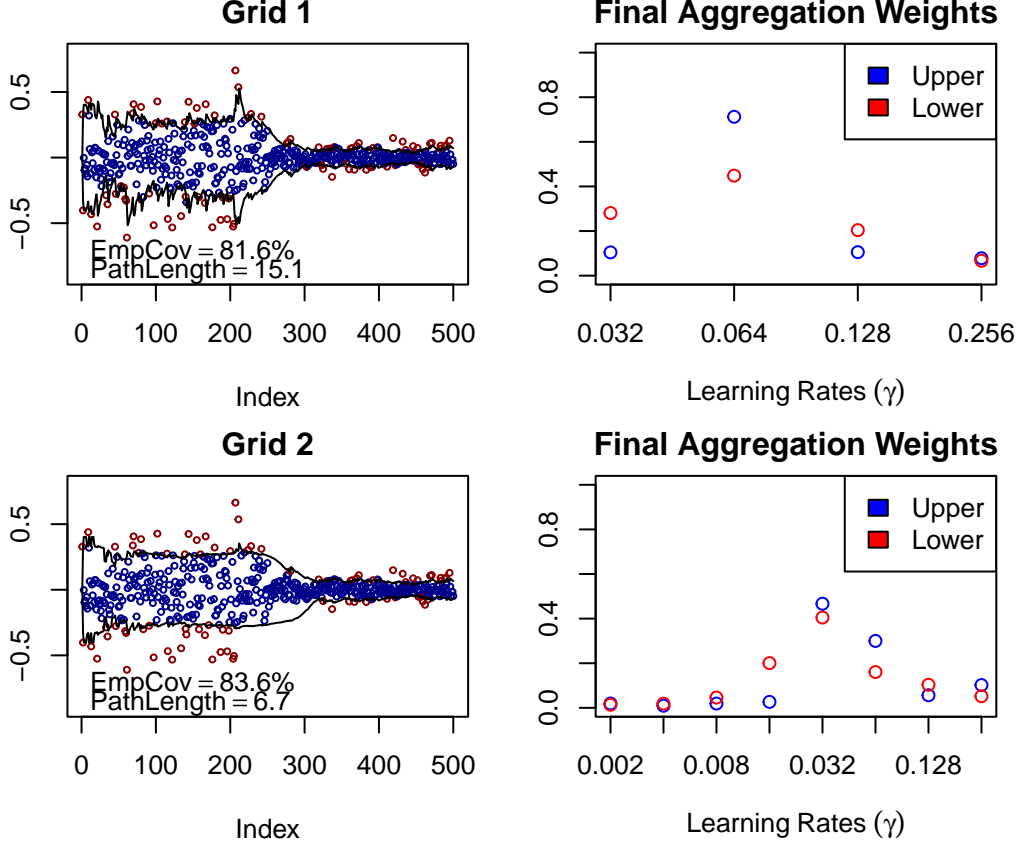 Grid 1
Final Aggregation Weights
0.5
−0.5
EmpCov = 81.6%
PathLength = 15.1
0 100 200 300 400 500
Index
0.8
0.4
0.0
Upper
Lower
0.032 0.064 0.128 0.256
Learning Rates (γ)
Grid 2
Final Aggregation Weights
0.5
−0.5
EmpCov = 83.6%
PathLength = 6.7
0 100 200 300 400 500
Index
0.8
0.4
0.0
Upper
Lower
0.002 0.008 0.032 0.128
Learning Rates (γ)